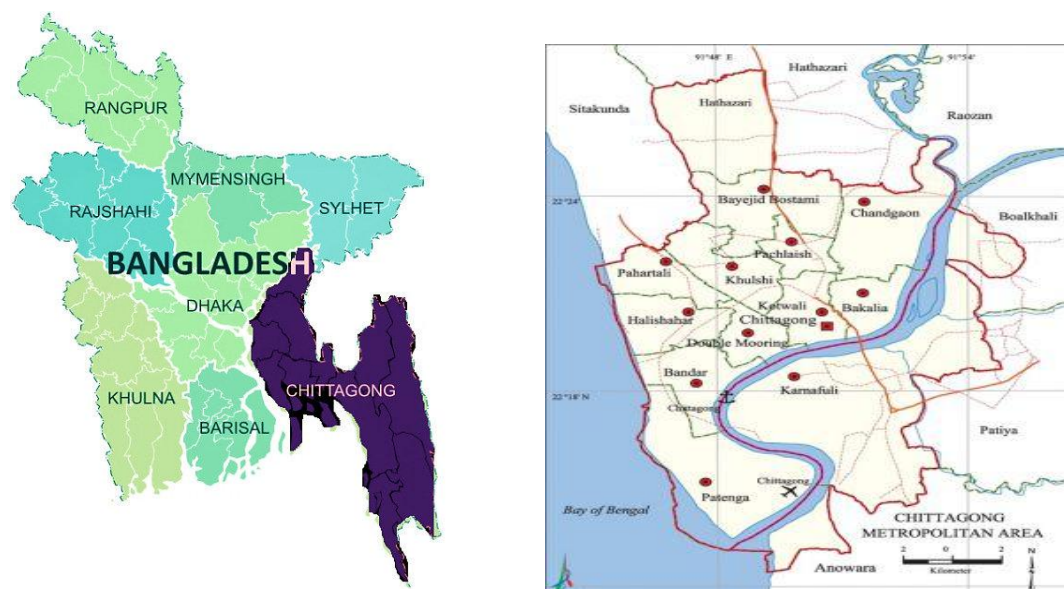 RANGPUR
MYMENSINGH
RAJSHAHI
SYLHET
BANGLADESH
DHAKA
CHITTAGONG
KHULNA
BARISAL
91°48' E
91°54'
Hathazari
Sitakunda
Hathazari
Raozan
22°24'
Bayejid Bostami
Chandgaon
Boalkhali
Pachlaish
Pahartali
Khulshi
Kotwali
Bakalia
Halishahar
Chittagong
Double Mooring
Bandar
Karnafuli
22°18' N
Chittagong
Patiya
Chittagong
Patenga
Bay of Bengal
CHITTAGONG
METROPOLITAN AREA
2 0 2
Kilometer
N
Anowara